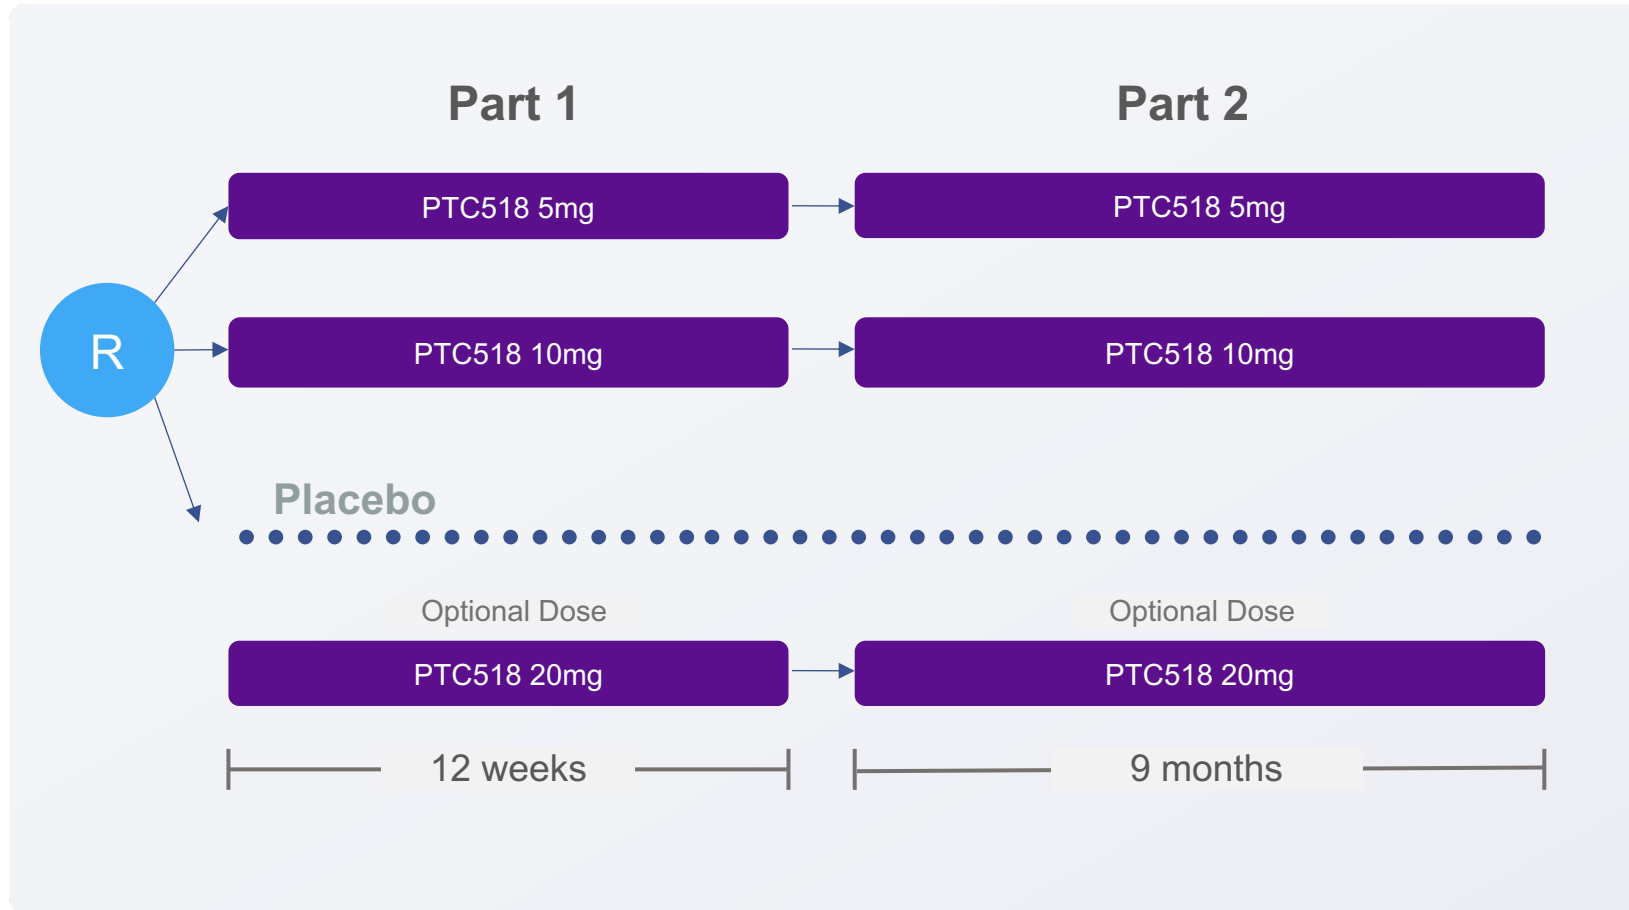 Part 1
Part 2
PTC518 5mg
PTC518 5mg
R
PTC518 10mg
PTC518 10mg
Placebo
Optional Dose
Optional Dose
PTC518 20mg
PTC518 20mg
12 weeks
9 months